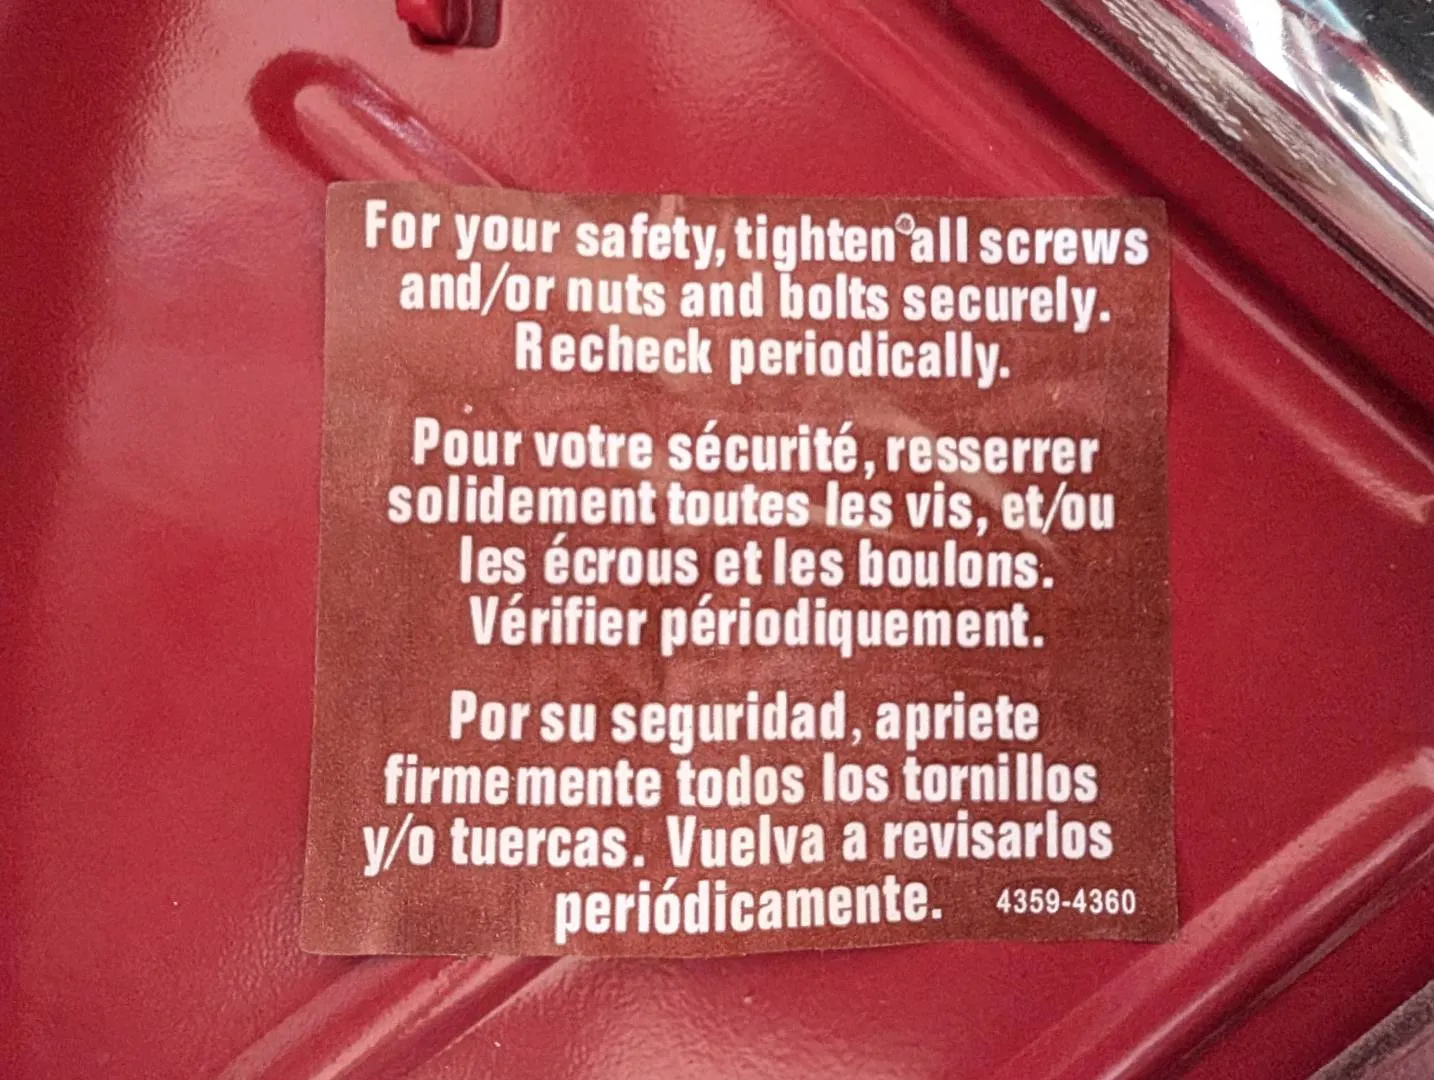 For your safety, tighten all screws
and/or nuts and bolts securely.
Recheck periodically.
Pour votre sécurité, resserrer
solidement toutes les vis, et/ou
les écrous et les boulons.
Vérifier périodiquement.
Por su seguridad, apriete
firmemente todos los tornillos
y/o tuercas. Vuelva a revisarlos
periódicamente. 4359-4360